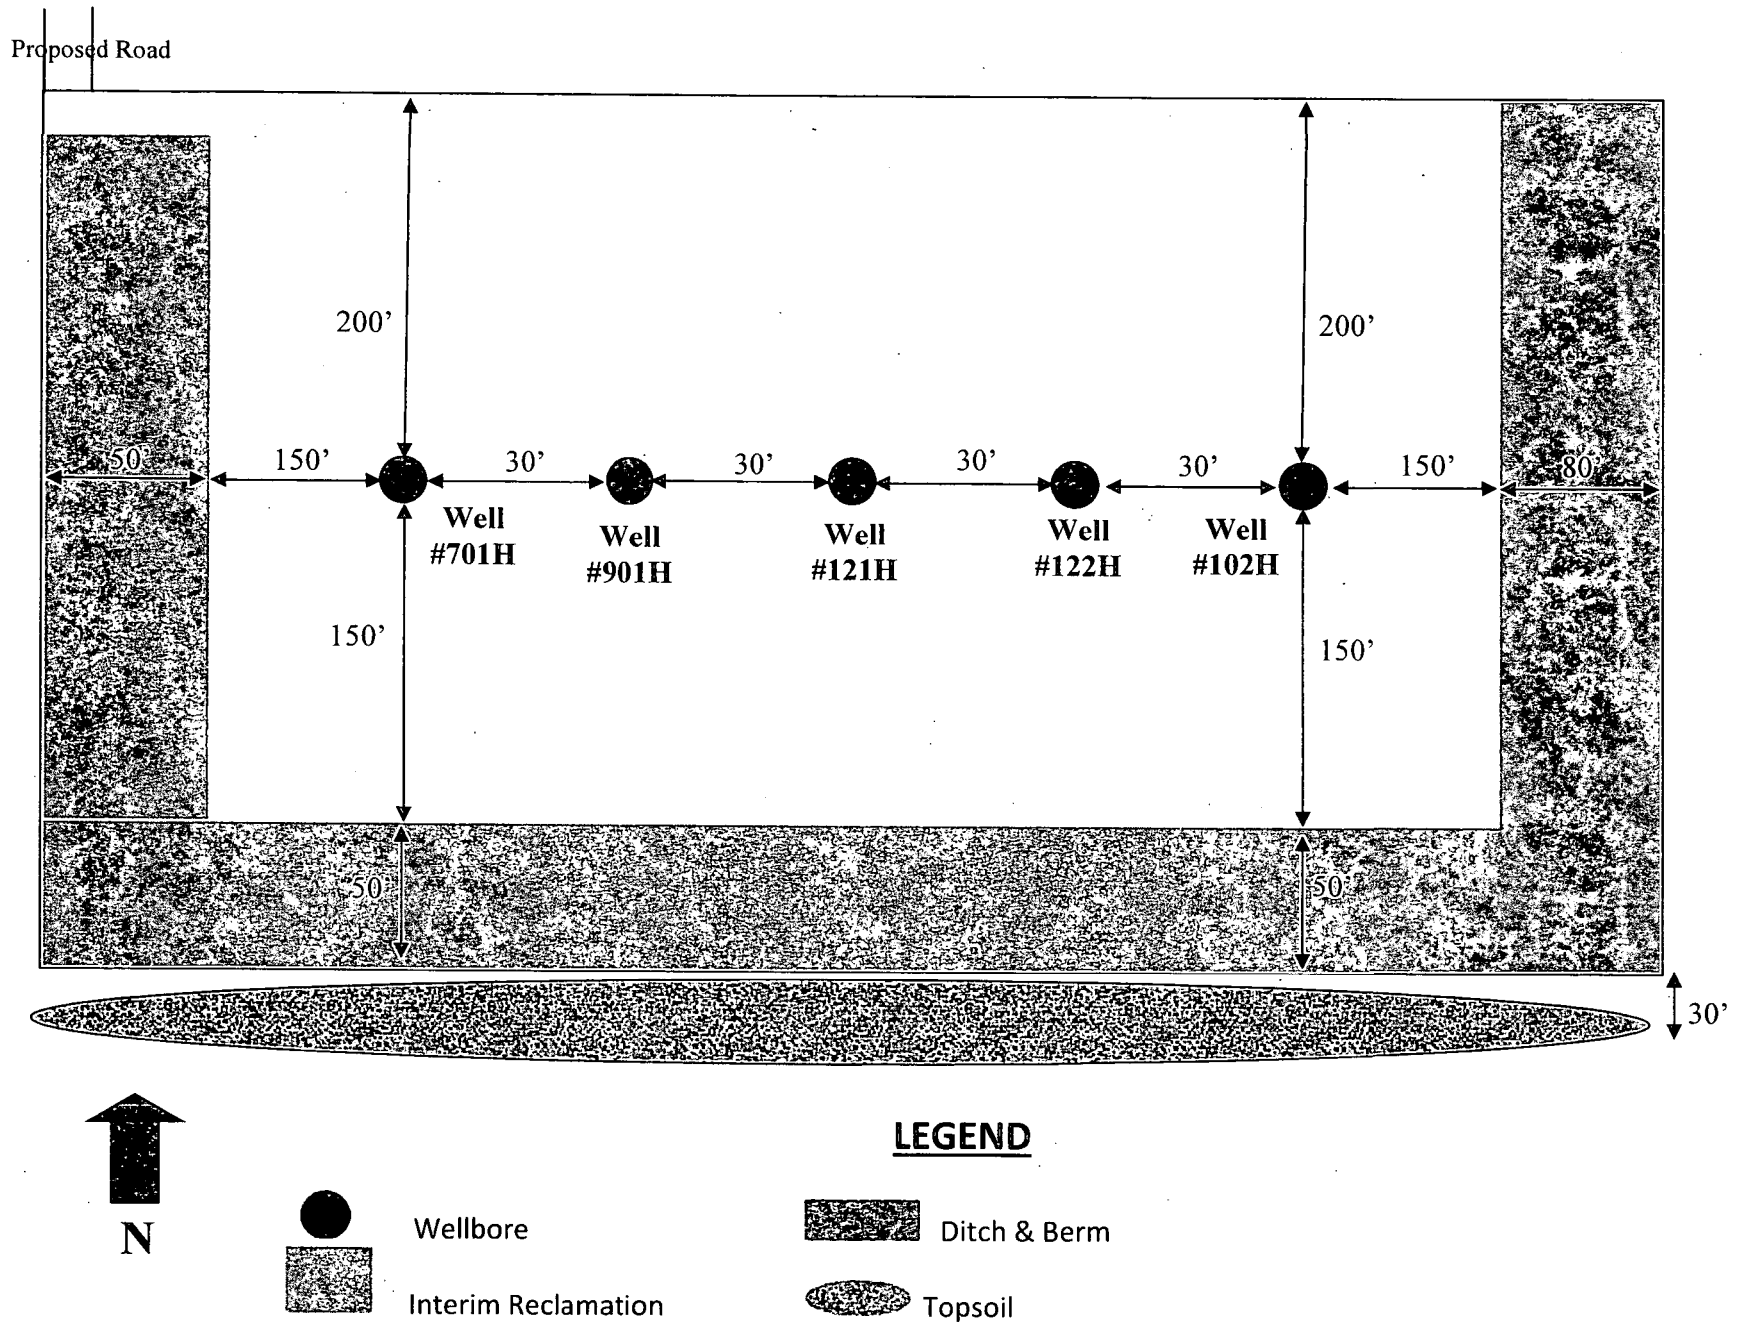 Proposed Road
200’
200’
50’
150’
30’
30’
30’
30’
150’
80
Well
#701H
Well
#901H
Well
#121H
Well
#122H
Well
#102H
150’
150’
50’
50’
30’
LEGEND
N
Wellbore
Ditch & Berm
Interim Reclamation
Topsoil